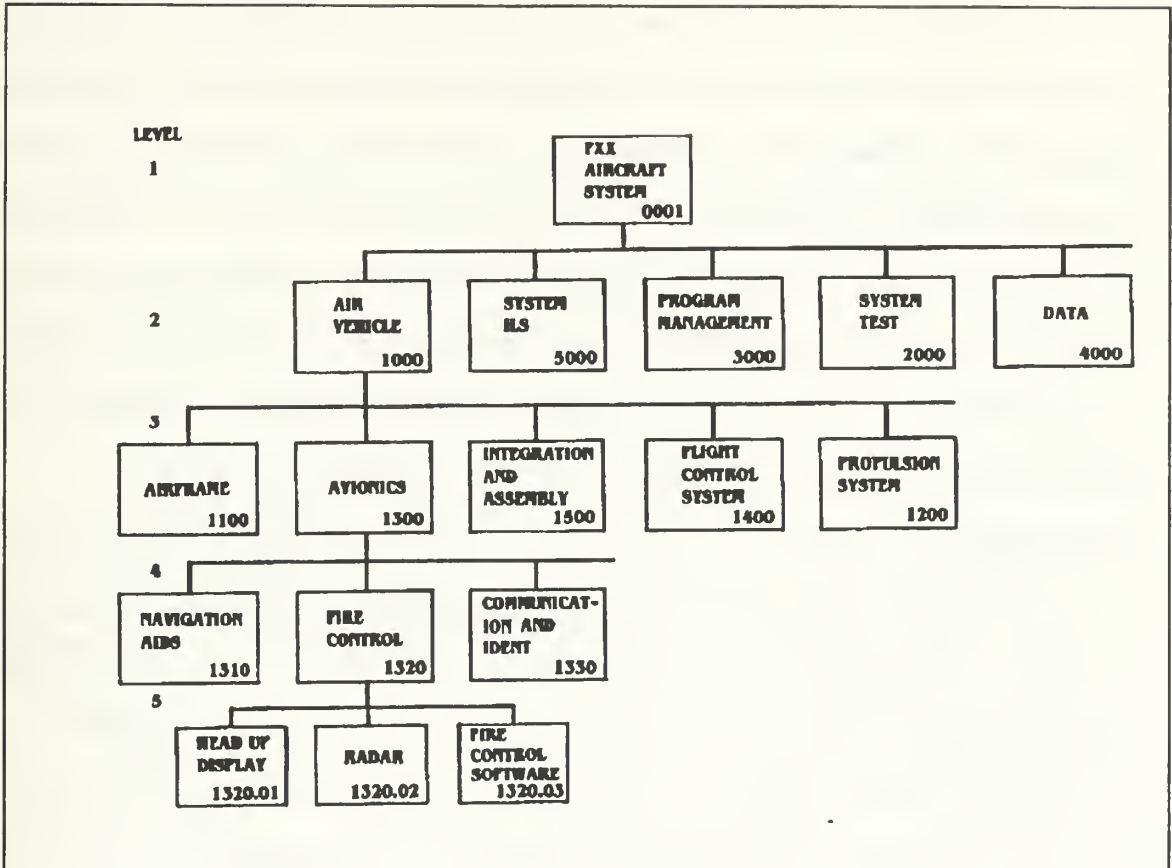 LEVEL
1
FXX
AIRCRAFT
SYSTEM
0001
2
AIR
VEHICLE
1000
SYSTEM
ILS
5000
PROGRAM
MANAGEMENT
3000
SYSTEM
TEST
2000
DATA
4000
3
AIRFRAME
1100
AVIONICS
1300
INTEGRATION
AND
ASSEMBLY
1500
FLIGHT
CONTROL
SYSTEM
1400
PROPULSION
SYSTEM
1200
4
NAVIGATION
AIDS
1310
FIRE
CONTROL
1320
COMMUNICAT-
ION AND
IDENT
1330
5
HEAD UP
DISPLAY
1320.01
RADAR
1320.02
FIRE
CONTROL
SOFTWARE
1320.03